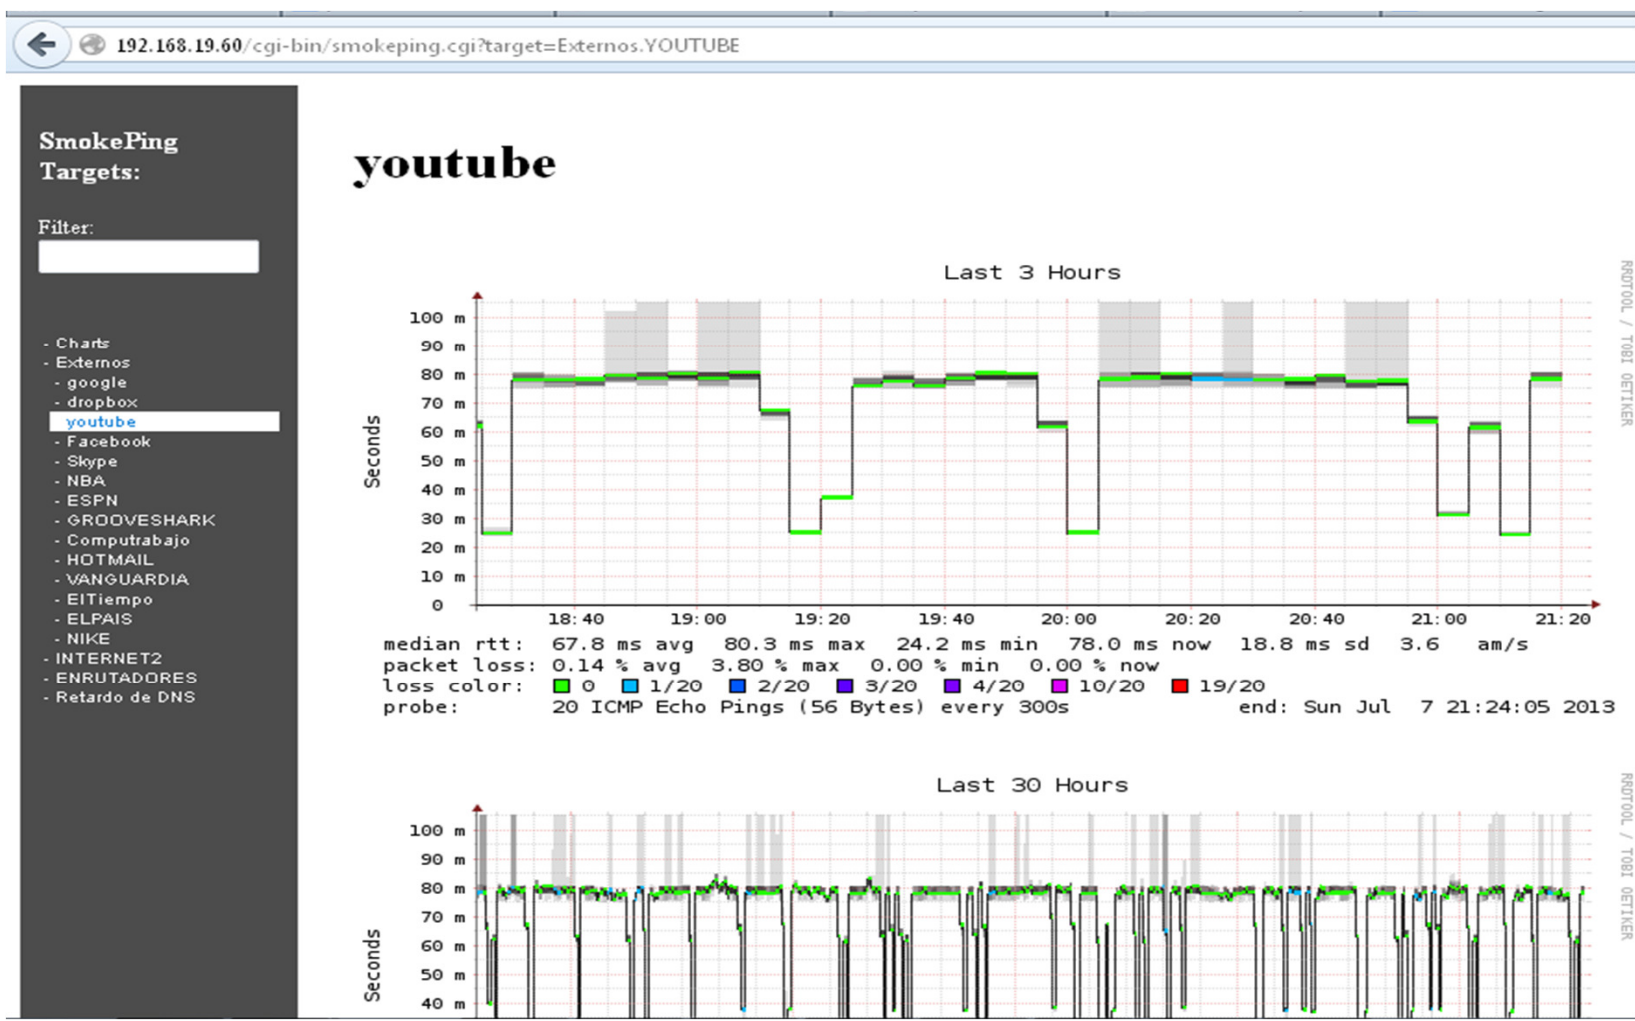 192.168.19.60/cgi-bin/smokeping.cgi?target=Externos.YOUTUBE
SmokePing
Targets:
Filter:
- Charts
- Externos
- google
- dropbox
youtube
- Facebook
- Skype
- NBA
- ESPN
- GROOVESHARK
- Computrabajo
- HOTMAIL
- VANGUARDIA
- ElTiempo
- ELPAIS
- NIKE
- INTERNET2
- ENRUTADORES
- Retardo de DNS
youtube
Last 3 Hours
RRDTOOL / TOBI OETIKER
Seconds
100 m
90 m
80 m
70 m
60 m
50 m
40 m
30 m
20 m
10 m
0
18:40 19:00 19:20 19:40 20:00 20:20 20:40 21:00 21:20
median rtt: 67.8 ms avg 80.3 ms max 24.2 ms min 78.0 ms now 18.8 ms sd 3.6 am/s
packet loss: 0.14 % avg 3.80 % max 0.00 % min 0.00 % now
loss color: 0 1/20 2/20 3/20 4/20 10/20 19/20
probe: 20 ICMP Echo Pings (56 Bytes) every 300s end: Sun Jul 7 21:24:05 2013
Last 30 Hours
RRDTOOL / TOBI OETIKER
Seconds
100 m
90 m
80 m
70 m
60 m
50 m
40 m